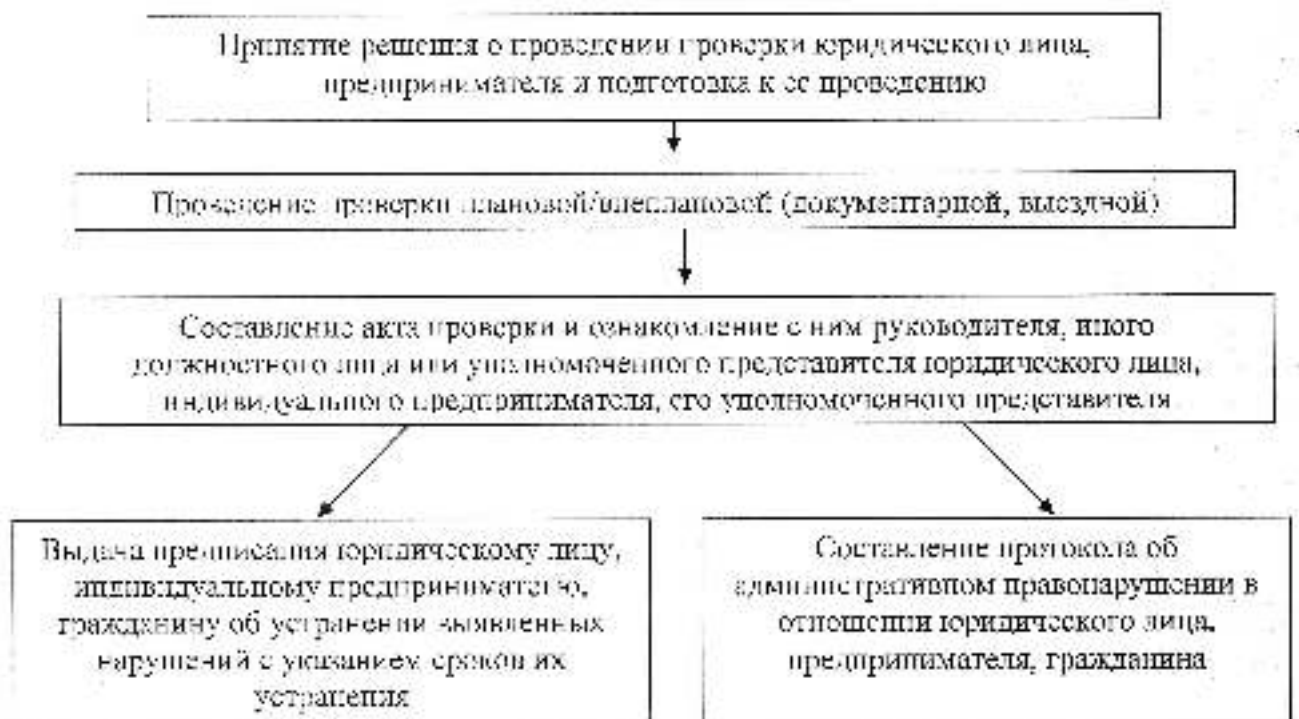 Принятие решения о проведении проверки юридического лица,
предпринимателя и подготовка к ее проведению
Проведение проверки плановой/внеплановой (документарной, выездной)
Составление акта проверки и ознакомление с ним руководителя, иного
должностного лица или уполномоченного представителя юридического лица,
индивидуального предпринимателя, его уполномоченного представителя
Выдача предписания юридическому лицу,
индивидуальному предпринимателю,
гражданину об устранении выявленных
нарушений с указанием сроков их
устранения
Составление протокола об
административном правонарушении в
отношении юридического лица,
предпринимателя, гражданина